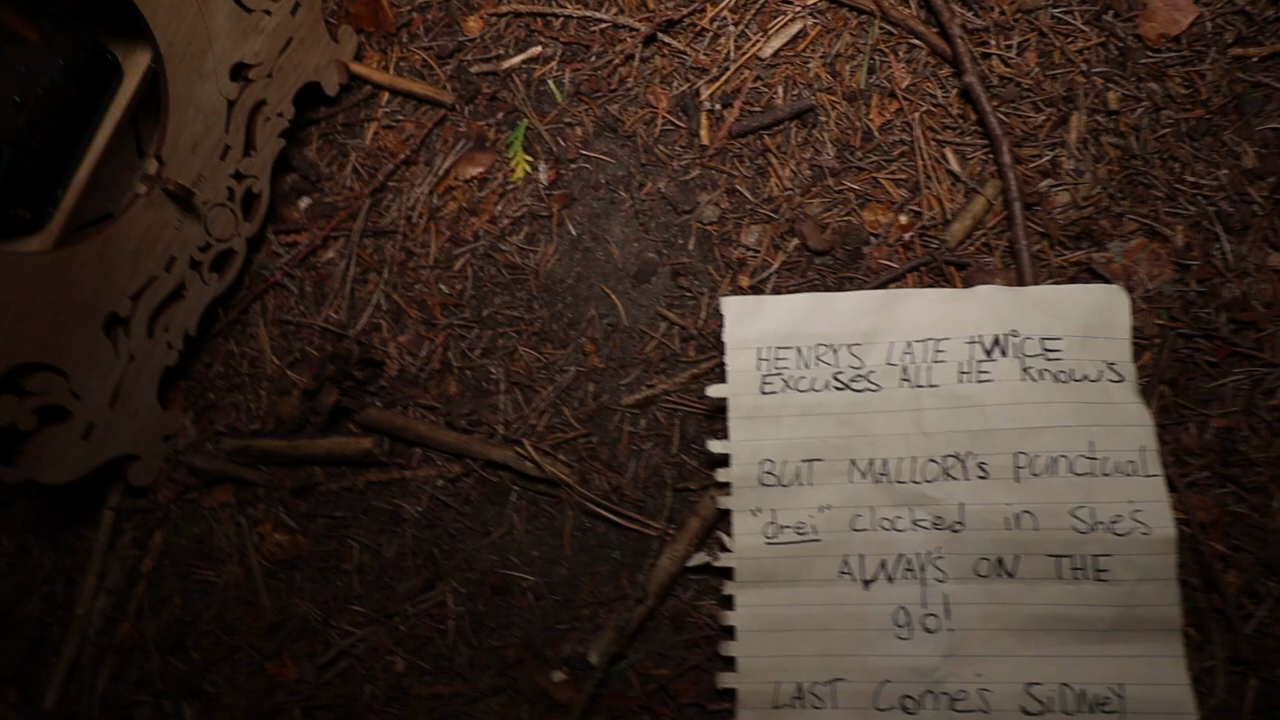 HENRYS LATE tWiCE
EXCUSES ALL HE knows
BUT MALLORY's punctual
"drei" clocked in She's
ALWAYS ON THE
go!
LAST Comes SiDNEY